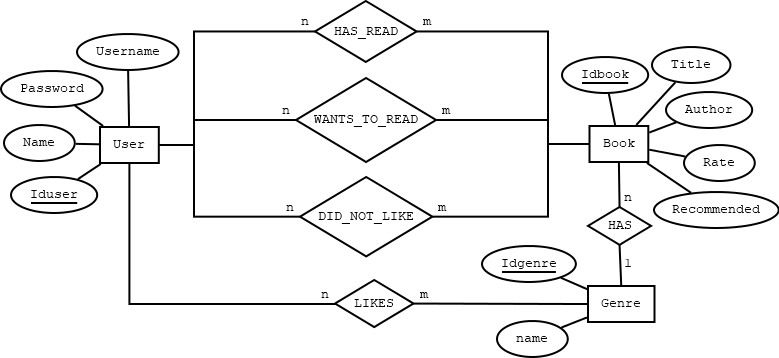 n HAS_READ m
Username
Title
Idbook
Password
Author
n WANTS_TO_READ m
Name User Book
Rate
Iduser
n DID_NOT_LIKE m
Recommended
n
HAS
1
Idgenre
n LIKES m
Genre
name